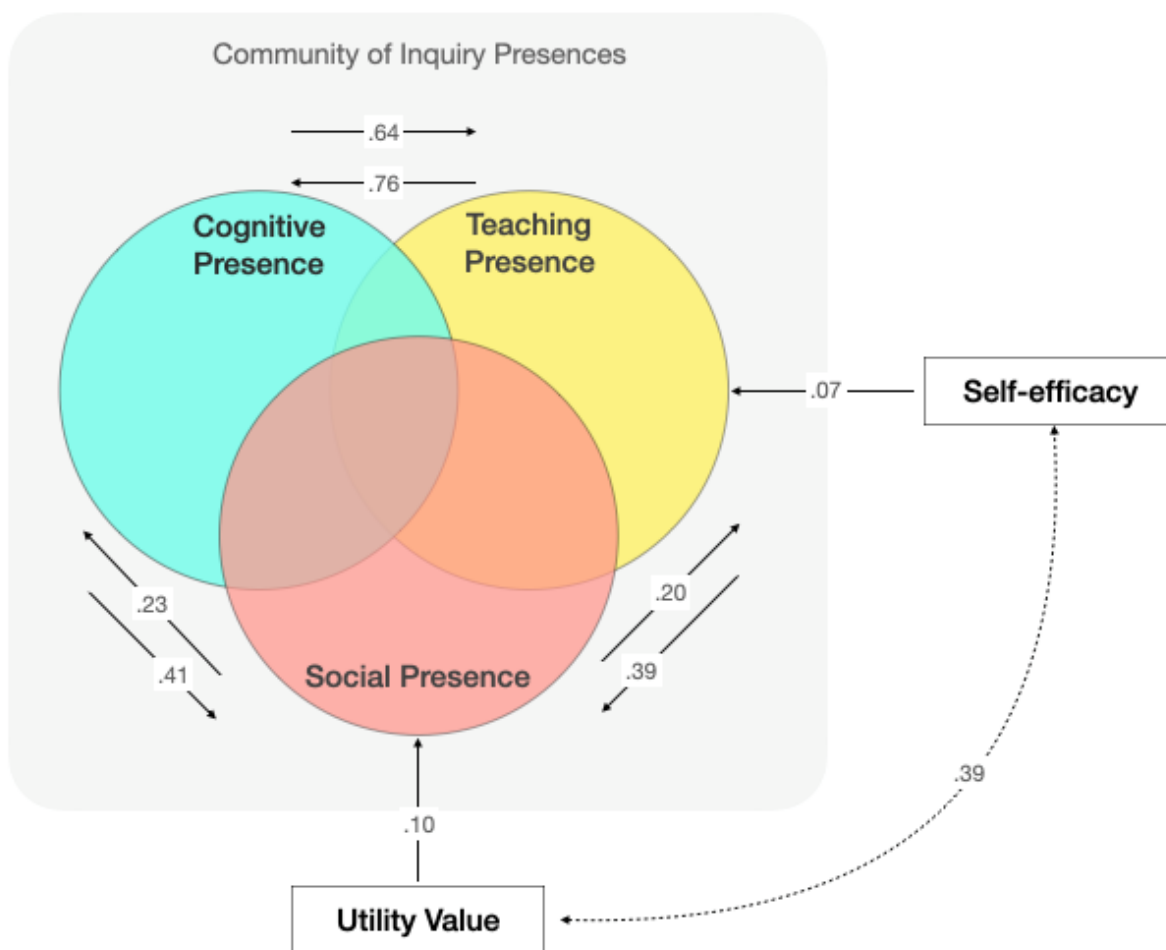 Community of Inquiry Presences
.64
.76
Cognitive
Presence
Teaching
Presence
.07
Self-efficacy
.23
.20
.41
.39
Social Presence
.39
.10
Utility Value